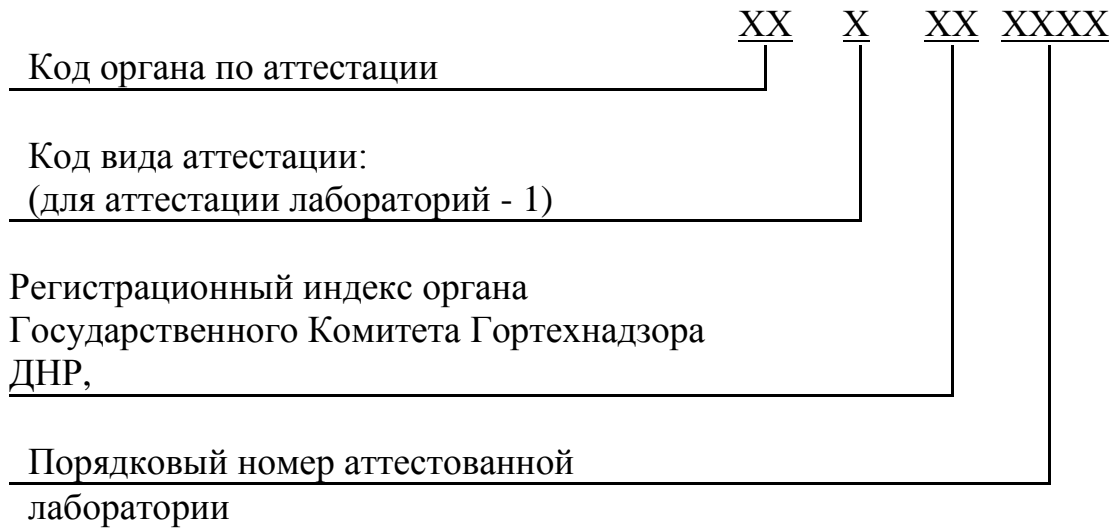 XX X XX XXXX
Код органа по аттестации
Код вида аттестации:
(для аттестации лабораторий - 1)
Регистрационный индекс органа
Государственного Комитета Гортехнадзора
ДНР,
Порядковый номер аттестованной
лаборатории